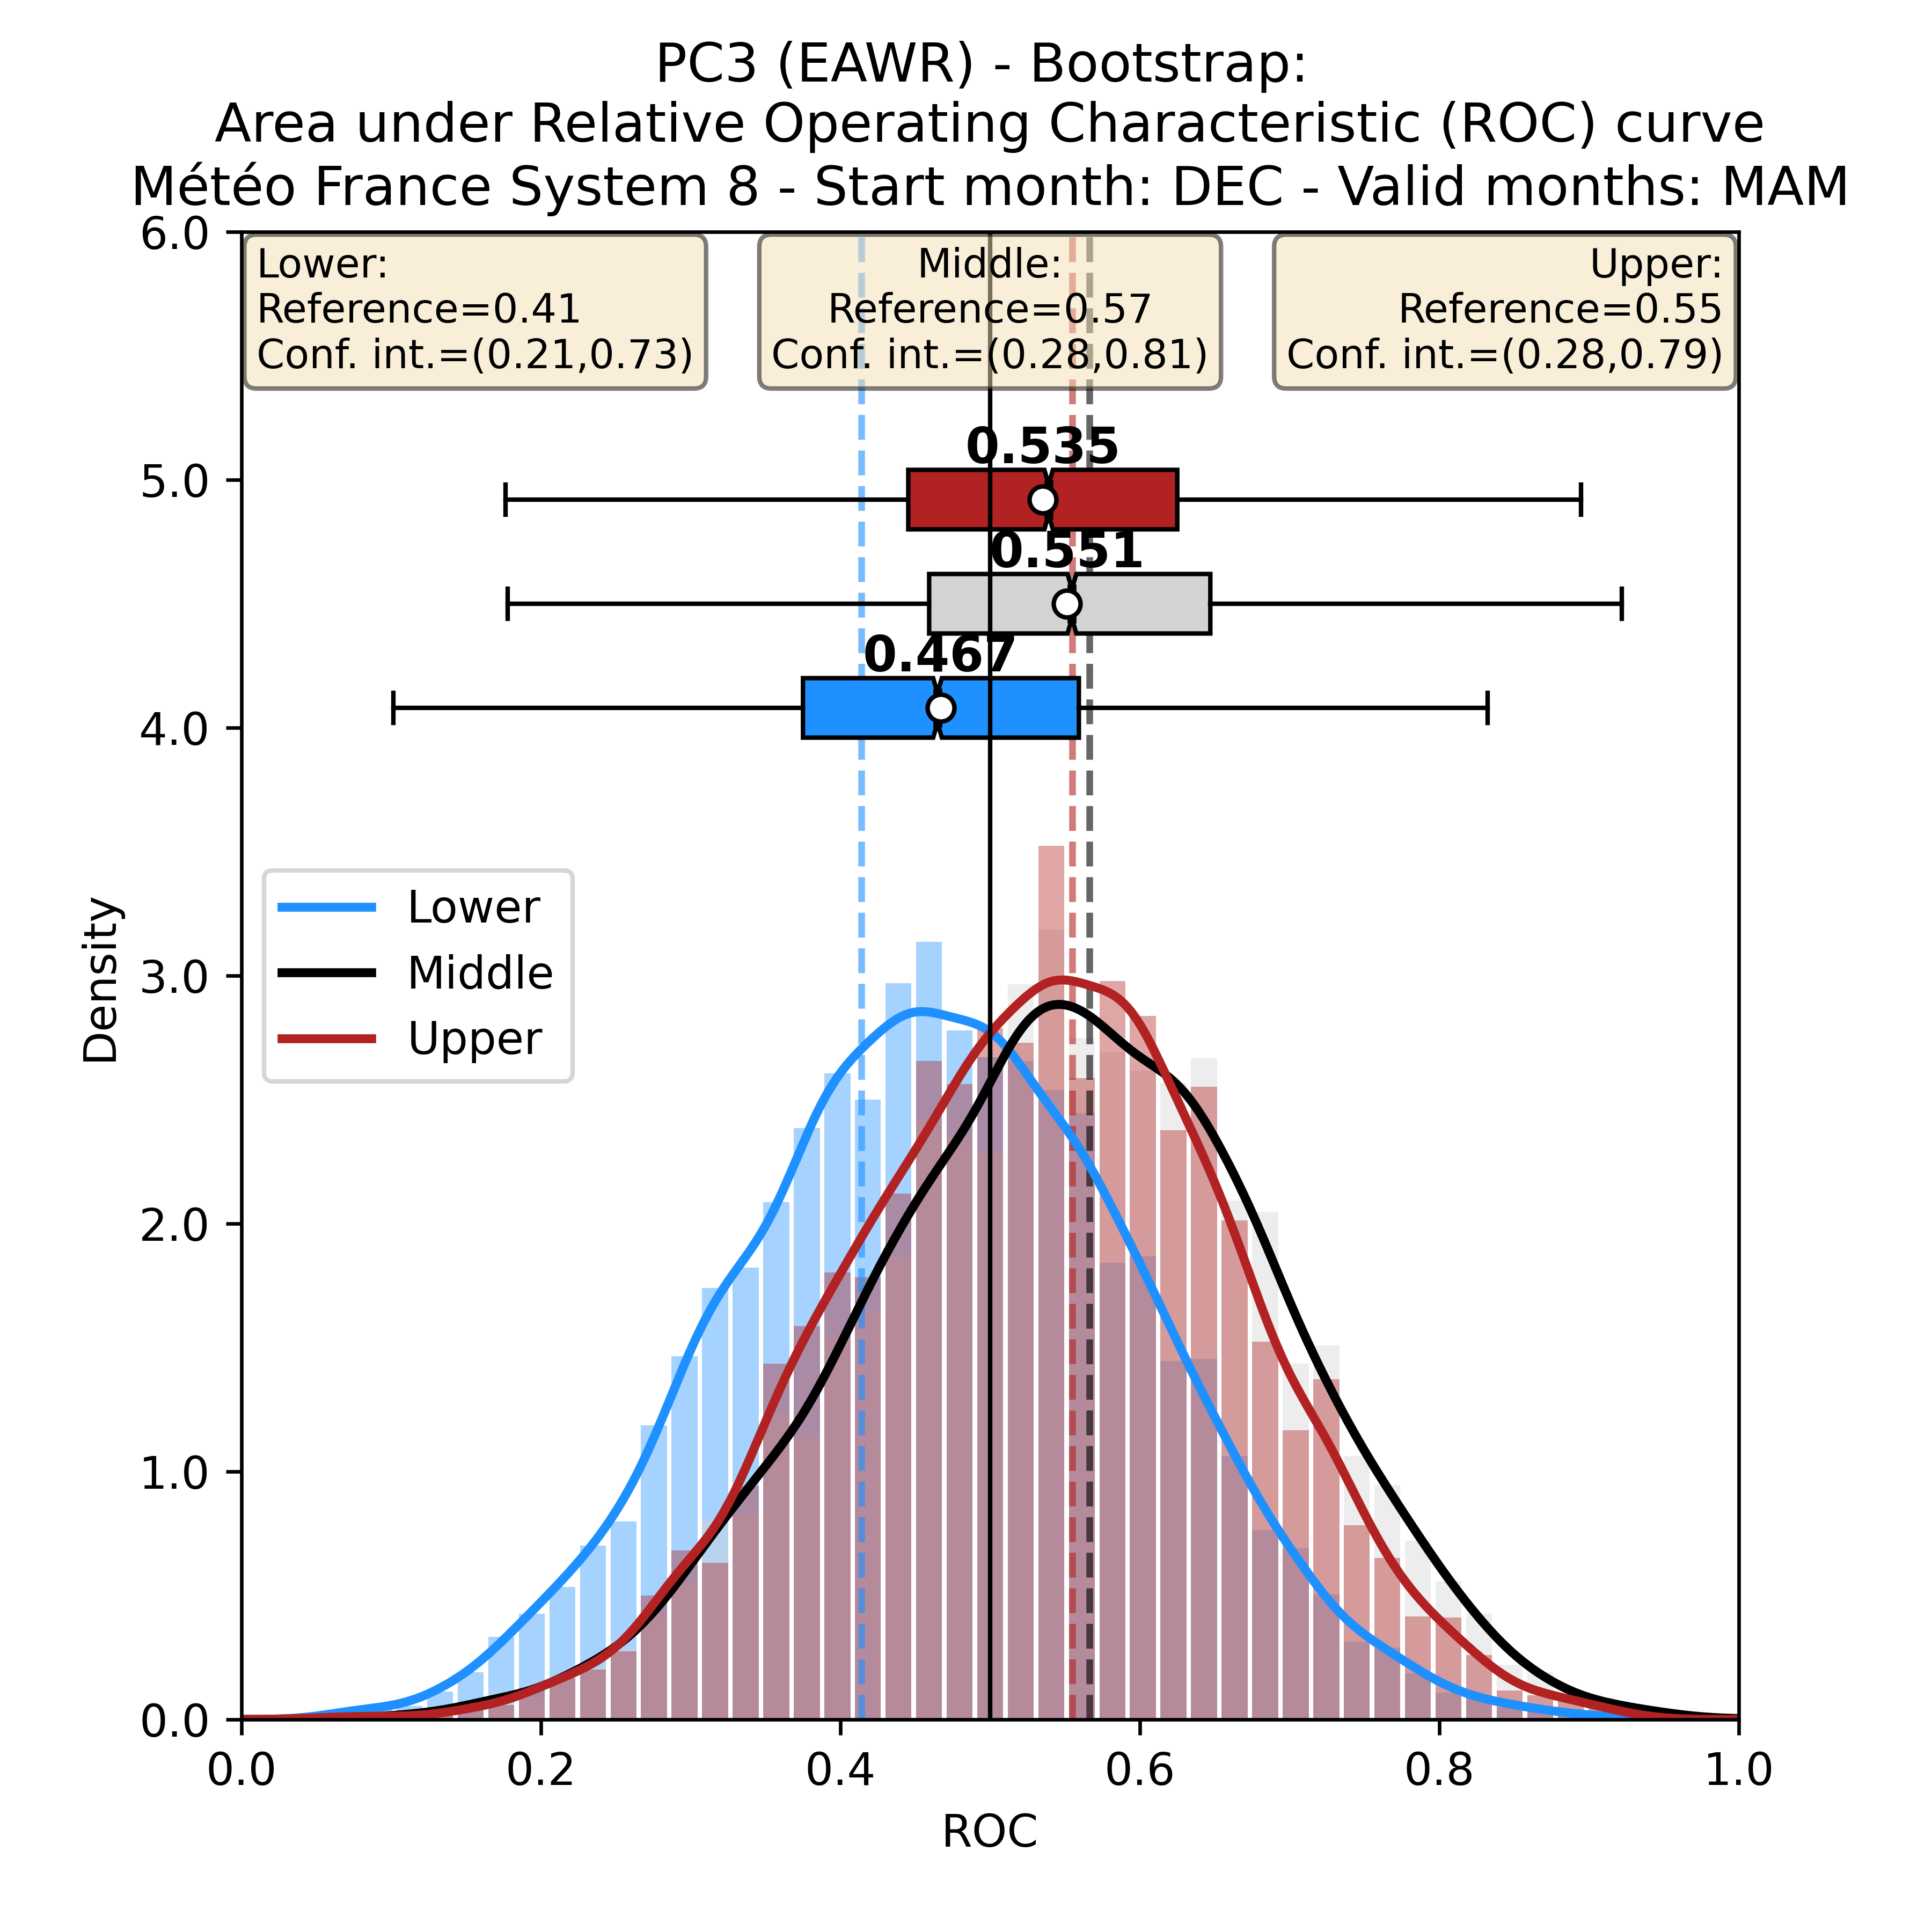 PC3 (EAWR) - Bootstrap:
Area under Relative Operating Characteristic (ROC) curve
Météo France System 8 - Start month: DEC - Valid months: MAM
Lower:
Reference=0.41
Conf. int.=(0.21,0.73)
Middle:
Reference=0.57
Conf. int.=(0.28,0.81)
Upper:
Reference=0.55
Conf. int.=(0.28,0.79)
0.535
0.551
0.467
Lower
Middle
Upper
Density
6.0
5.0
4.0
3.0
2.0
1.0
0.0
0.0 0.2 0.4 0.6 0.8 1.0
ROC